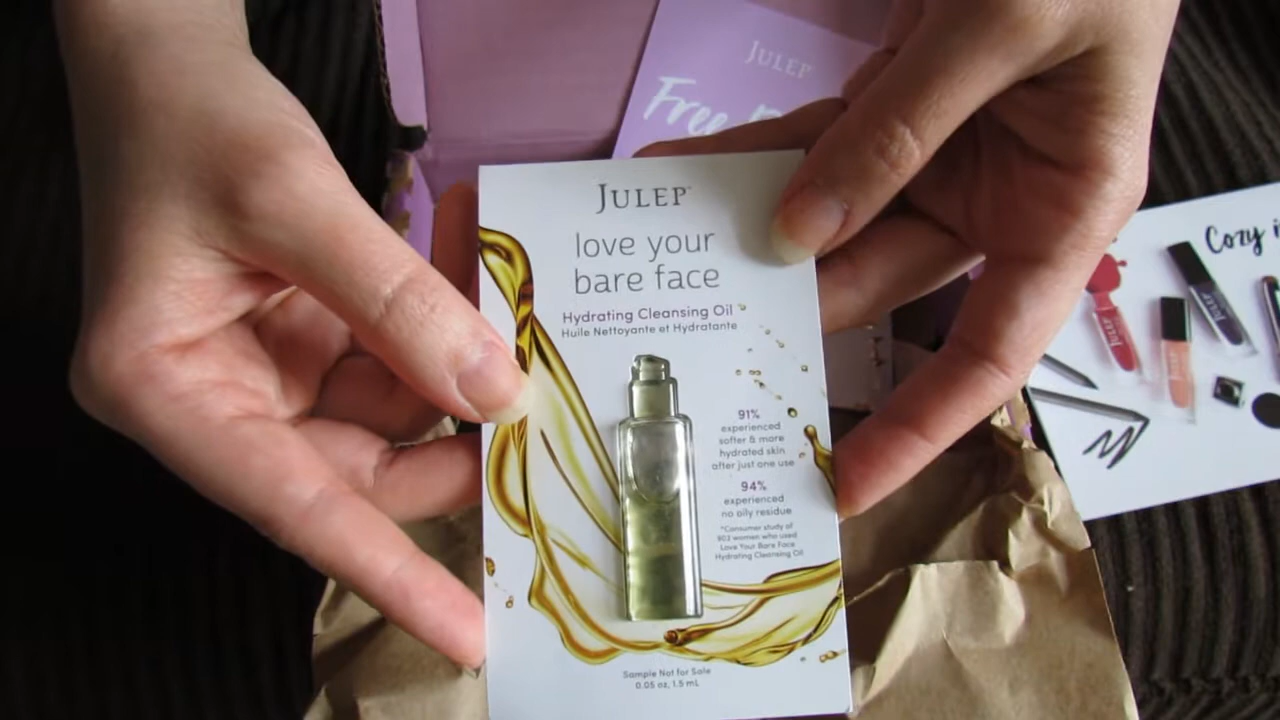 JULEP
Free
JULEP™
love your
bare face
Hydrating Cleansing Oil
Huile Nettoyante et Hydratante
91%
experienced
softer & more
hydrated skin
after just one use
94%
experienced
no oily residue
*Consumer study of
902 women who used
Love Your Bare Face
Hydrating Cleansing Oil
Sample Not for Sale
0.05 oz, 1.5 mL
Cozy
JULEP